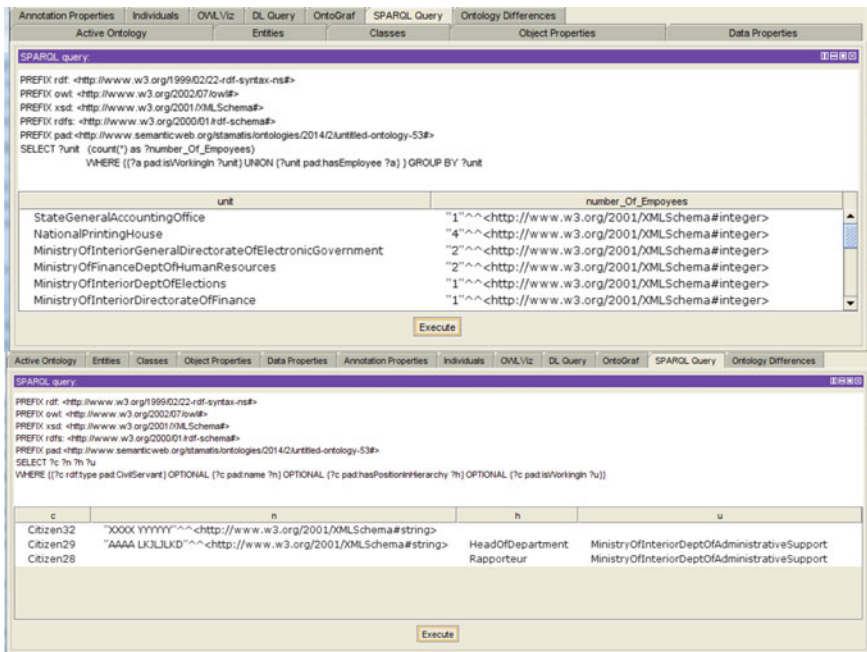 Annotation Properties Individuals OWLViz DL Query OntoGraf SPARQL Query Ontology Differences
Active Ontology Entities Classes Object Properties Data Properties
SPARQL query:
PREFIX rdf: <http://www.w3.org/1999/02/22-rdf-syntax-ns#>
PREFIX owl: <http://www.w3.org/2002/07/owl#>
PREFIX xsd: <http://www.w3.org/2001/XMLSchema#>
PREFIX rdfs: <http://www.w3.org/2000/01/rdf-schema#>
PREFIX pad:<http://www.semanticweb.org/stamatis/ontologies/2014/2/untitled-ontology-53#>
SELECT ?unit (count(*) as ?number_Of_Empoyees)
WHERE {{?a pad:isWorkingIn ?unit} UNION {?unit pad:hasEmployee ?a} } GROUP BY ?unit
unit number_Of_Empoyees
StateGeneralAccountingOffice "1"^^<http://www.w3.org/2001/XMLSchema#integer>
NationalPrintingHouse "4"^^<http://www.w3.org/2001/XMLSchema#integer>
MinistryOfInteriorGeneralDirectorateOfElectronicGovernment "2"^^<http://www.w3.org/2001/XMLSchema#integer>
MinistryOfFinanceDeptOfHumanResources "2"^^<http://www.w3.org/2001/XMLSchema#integer>
MinistryOfInteriorDeptOfElections "1"^^<http://www.w3.org/2001/XMLSchema#integer>
MinistryOfInteriorDirectorateOfFinance "1"^^<http://www.w3.org/2001/XMLSchema#integer>
Execute
Active Ontology Entities Classes Object Properties Data Properties Annotation Properties Individuals OWLViz DL Query OntoGraf SPARQL Query Ontology Differences
SPARQL query:
PREFIX rdf: <http://www.w3.org/1999/02/22-rdf-syntax-ns#>
PREFIX owl: <http://www.w3.org/2002/07/owl#>
PREFIX xsd: <http://www.w3.org/2001/XMLSchema#>
PREFIX rdfs: <http://www.w3.org/2000/01/rdf-schema#>
PREFIX pad:<http://www.semanticweb.org/stamatis/ontologies/2014/2/untitled-ontology-53#>
SELECT ?c ?n ?h ?u
WHERE {{?c rdf:type pad:CivilServant} OPTIONAL {?c pad:name ?n} OPTIONAL {?c pad:hasPositionInHierarchy ?h} OPTIONAL {?c pad:isWorkingIn ?u}}
c n h u
Citizen32 "XXXX YYYYYY"^^<http://www.w3.org/2001/XMLSchema#string>
Citizen29 "AAAA LKJLJLKD"^^<http://www.w3.org/2001/XMLSchema#string> HeadOfDepartment MinistryOfInteriorDeptOfAdministrativeSupport
Citizen28 Rapporteur MinistryOfInteriorDeptOfAdministrativeSupport
Execute